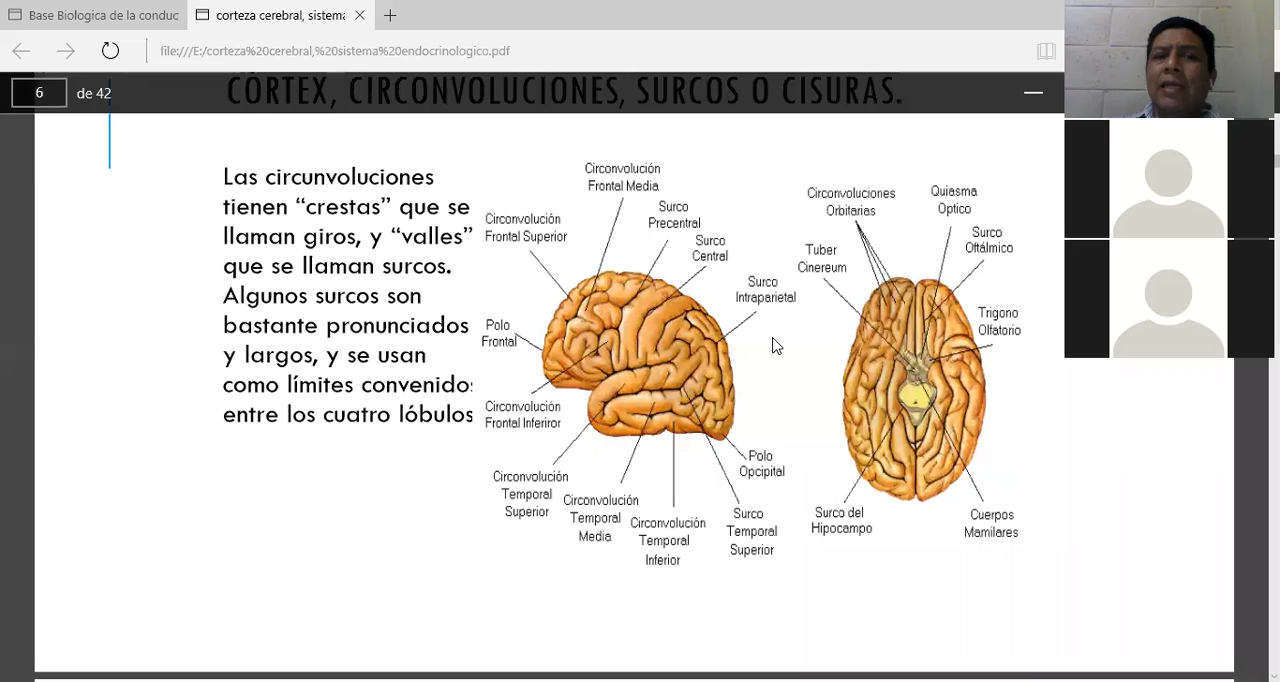 Base Biologica de la conduc
corteza cerebral, sistema
file:///E:/corteza%20cerebral,%20sistema%20endocrinologico.pdf
6 de 42
CÓRTEX, CIRCONVOLUCIONES, SURCOS O CISURAS.
Las circunvoluciones
tienen “crestas” que se
llaman giros, y “valles”
que se llaman surcos.
Algunos surcos son
bastante pronunciados
y largos, y se usan
como límites convenidos
entre los cuatro lóbulos
Circonvolución
Frontal Media
Circonvolución
Frontal Superior
Surco
Precentral
Surco
Central
Surco
Intraparietal
Polo
Frontal
Circonvolución
Frontal Inferiror
Circonvolución
Temporal
Superior
Circonvolución
Temporal
Media
Circonvolución
Temporal
Inferior
Surco
Temporal
Superior
Polo
Opcipital
Circonvoluciones
Orbitarias
Quiasma
Optico
Surco
Oftálmico
Tuber
Cinereum
Trigono
Olfatorio
Surco del
Hipocampo
Cuerpos
Mamilares